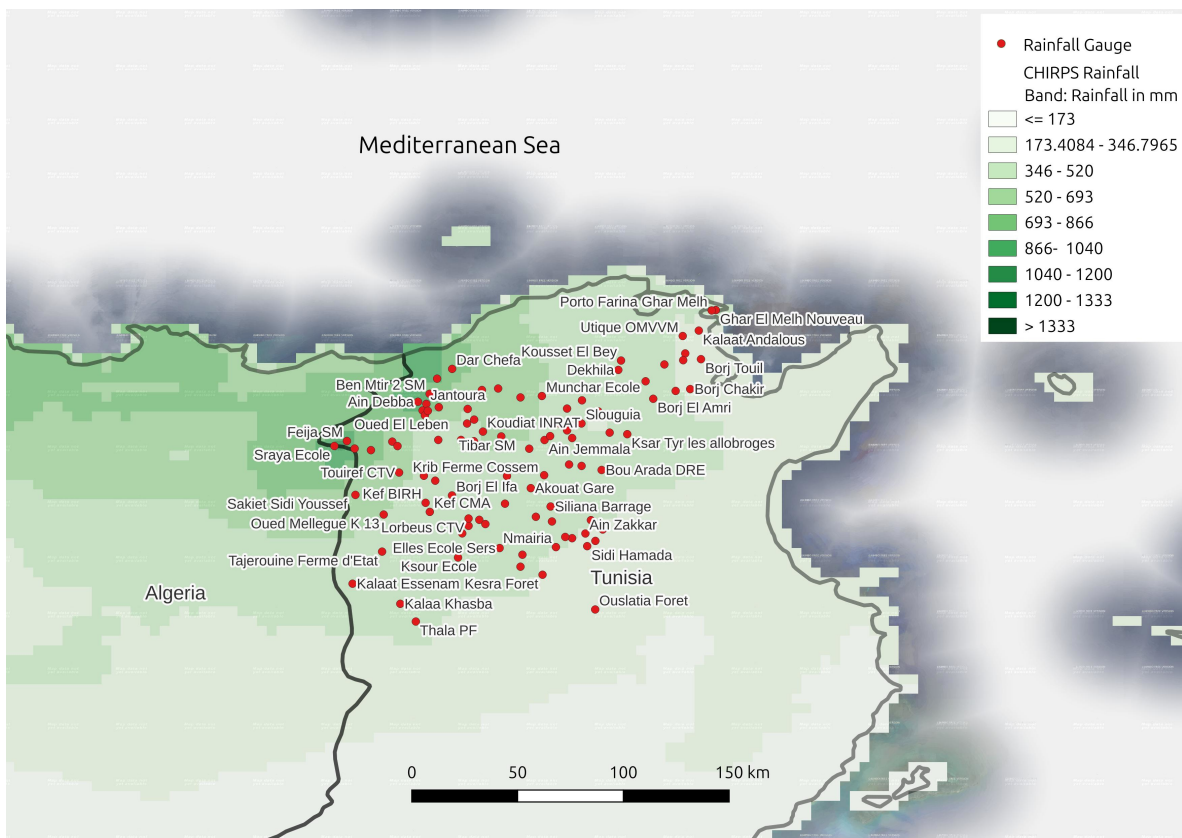 Rainfall Gauge
CHIRPS Rainfall
Band: Rainfall in mm
<= 173
173.4084 - 346.7965
346 - 520
520 - 693
693 - 866
866- 1040
1040 - 1200
1200 - 1333
> 1333
Mediterranean Sea
Porto Farina Ghar Melh
Ghar El Melh Nouveau
Utique OMVVM
Kalaat Andalous
Kousset El Bey
Dar Chefa
Dekhila
Borj Touil
Ben Mtir 2 SM
Munchar Ecole
Borj Chakir
Jantoura
Ain Debba
Borj El Amri
Slouguia
Oued El Leben
Koudiat INRAT
Feija SM
Tibar SM
Ksar Tyr les allobroges
Sraya Ecole
Ain Jemmala
Touiref CTV
Krib Ferme Cossem
Bou Arada DRE
Borj El Ifa
Akouat Gare
Kef BIRH
Sakiet Sidi Youssef
Kef CMA
Siliana Barrage
Oued Mellegue K 13
Lorbeus CTV
Ain Zakkar
Nmairia
Elles Ecole Sers
Sidi Hamada
Tajerouine Ferme d'Etat
Ksour Ecole
Tunisia
Kalaat Essenam
Kesra Foret
Algeria
Kalaa Khasba
Ouslatia Foret
Thala PF
0 50 100 150 km